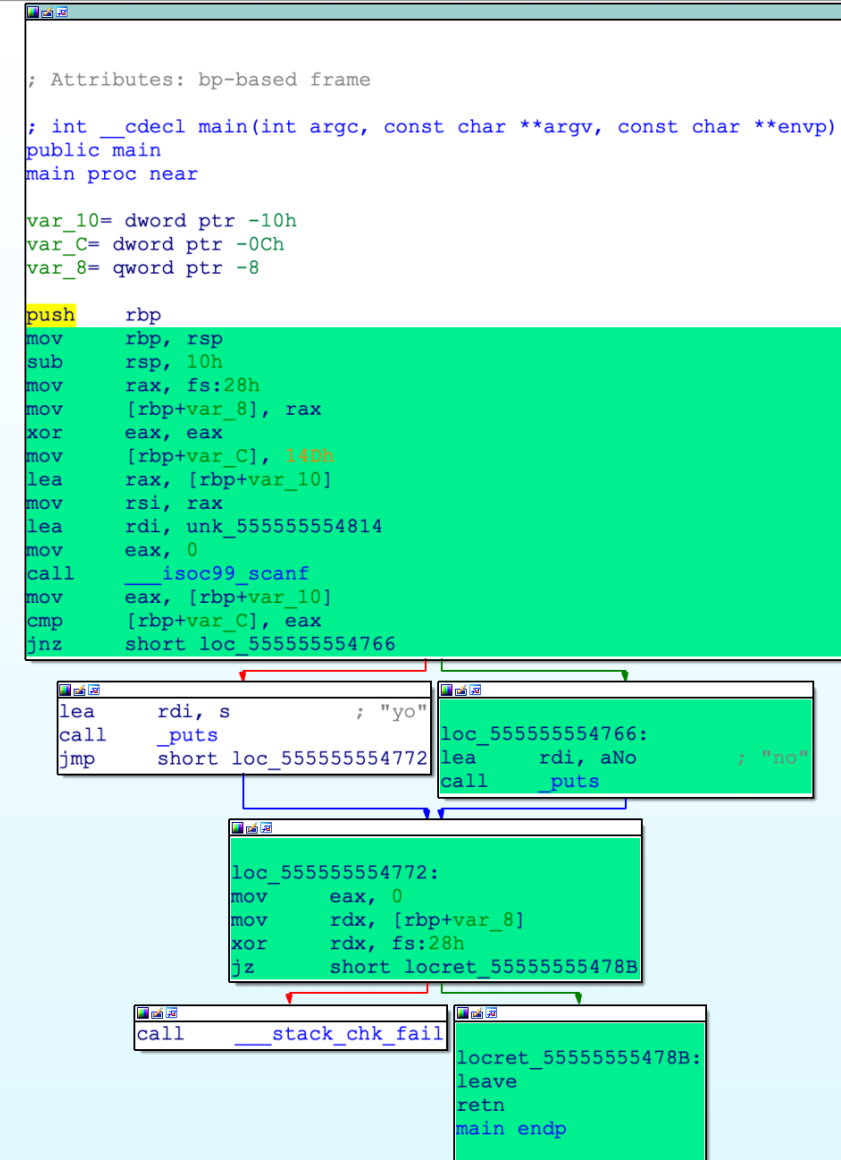 ; Attributes: bp-based frame
; int __cdecl main(int argc, const char **argv, const char **envp)
public main
main proc near
var_10= dword ptr -10h
var_C= dword ptr -0Ch
var_8= qword ptr -8
push rbp
mov rbp, rsp
sub rsp, 10h
mov rax, fs:28h
mov [rbp+var_8], rax
xor eax, eax
mov [rbp+var_C], 14Dh
lea rax, [rbp+var_10]
mov rsi, rax
lea rdi, unk_555555554814
mov eax, 0
call ___isoc99_scanf
mov eax, [rbp+var_10]
cmp [rbp+var_C], eax
jnz short loc_555555554766
lea rdi, s ; "yo"
call _puts
jmp short loc_555555554772
loc_555555554766:
lea rdi, aNo ; "no"
call _puts
loc_555555554772:
mov eax, 0
mov rdx, [rbp+var_8]
xor rdx, fs:28h
jz short locret_55555555478B
call ___stack_chk_fail
locret_55555555478B:
leave
retn
main endp